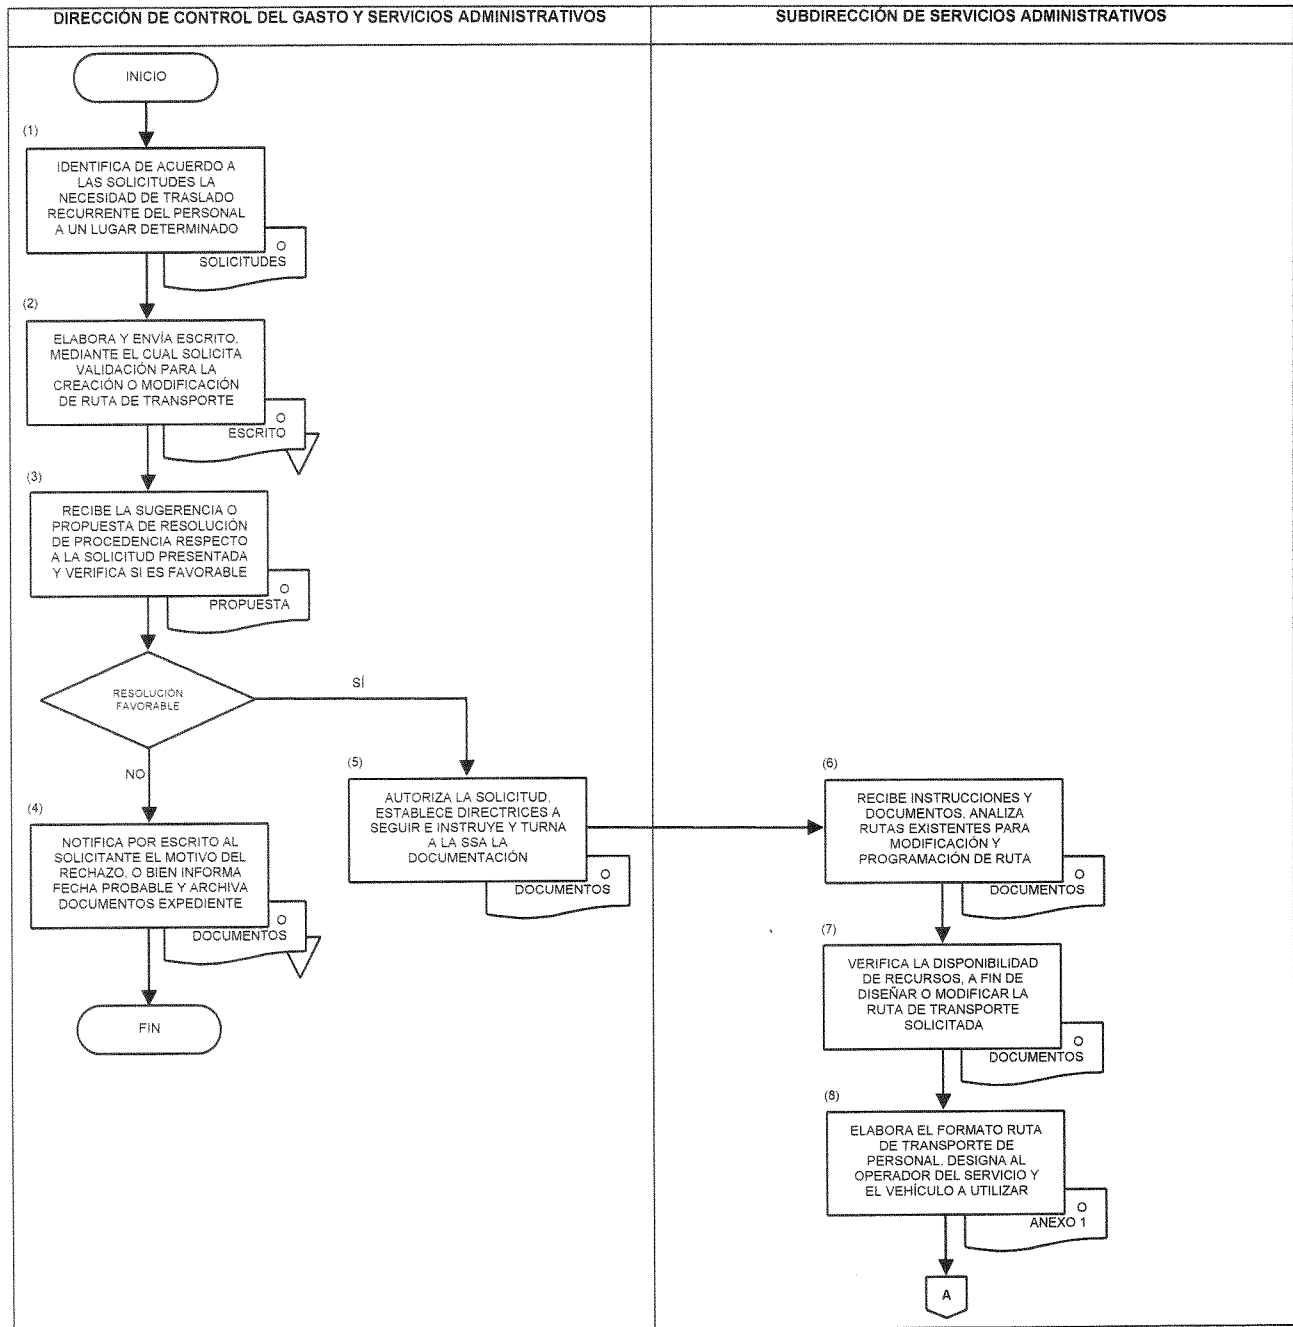 DIRECCIÓN DE CONTROL DEL GASTO Y SERVICIOS ADMINISTRATIVOS
SUBDIRECCIÓN DE SERVICIOS ADMINISTRATIVOS
INICIO
(1)
IDENTIFICA DE ACUERDO A
LAS SOLICITUDES LA
NECESIDAD DE TRASLADO
RECURRENTE DEL PERSONAL
A UN LUGAR DETERMINADO
O
SOLICITUDES
(2)
ELABORA Y ENVÍA ESCRITO,
MEDIANTE EL CUAL SOLICITA
VALIDACIÓN PARA LA
CREACIÓN O MODIFICACIÓN
DE RUTA DE TRANSPORTE
O
ESCRITO
(3)
RECIBE LA SUGERENCIA O
PROPUESTA DE RESOLUCIÓN
DE PROCEDENCIA RESPECTO
A LA SOLICITUD PRESENTADA
Y VERIFICA SI ES FAVORABLE
O
PROPUESTA
RESOLUCIÓN
FAVORABLE
SÍ
NO
(4)
NOTIFICA POR ESCRITO AL
SOLICITANTE EL MOTIVO DEL
RECHAZO, O BIEN INFORMA
FECHA PROBABLE Y ARCHIVA
DOCUMENTOS EXPEDIENTE
O
DOCUMENTOS
FIN
(5)
AUTORIZA LA SOLICITUD,
ESTABLECE DIRECTRICES A
SEGUIR E INSTRUYE Y TURNA
A LA SSA LA
DOCUMENTACIÓN
O
DOCUMENTOS
(6)
RECIBE INSTRUCCIONES Y
DOCUMENTOS, ANALIZA
RUTAS EXISTENTES PARA
MODIFICACIÓN Y
PROGRAMACIÓN DE RUTA
O
DOCUMENTOS
(7)
VERIFICA LA DISPONIBILIDAD
DE RECURSOS, A FIN DE
DISEÑAR O MODIFICAR LA
RUTA DE TRANSPORTE
SOLICITADA
O
DOCUMENTOS
(8)
ELABORA EL FORMATO RUTA
DE TRANSPORTE DE
PERSONAL, DESIGNA AL
OPERADOR DEL SERVICIO Y
EL VEHÍCULO A UTILIZAR
O
ANEXO 1
A